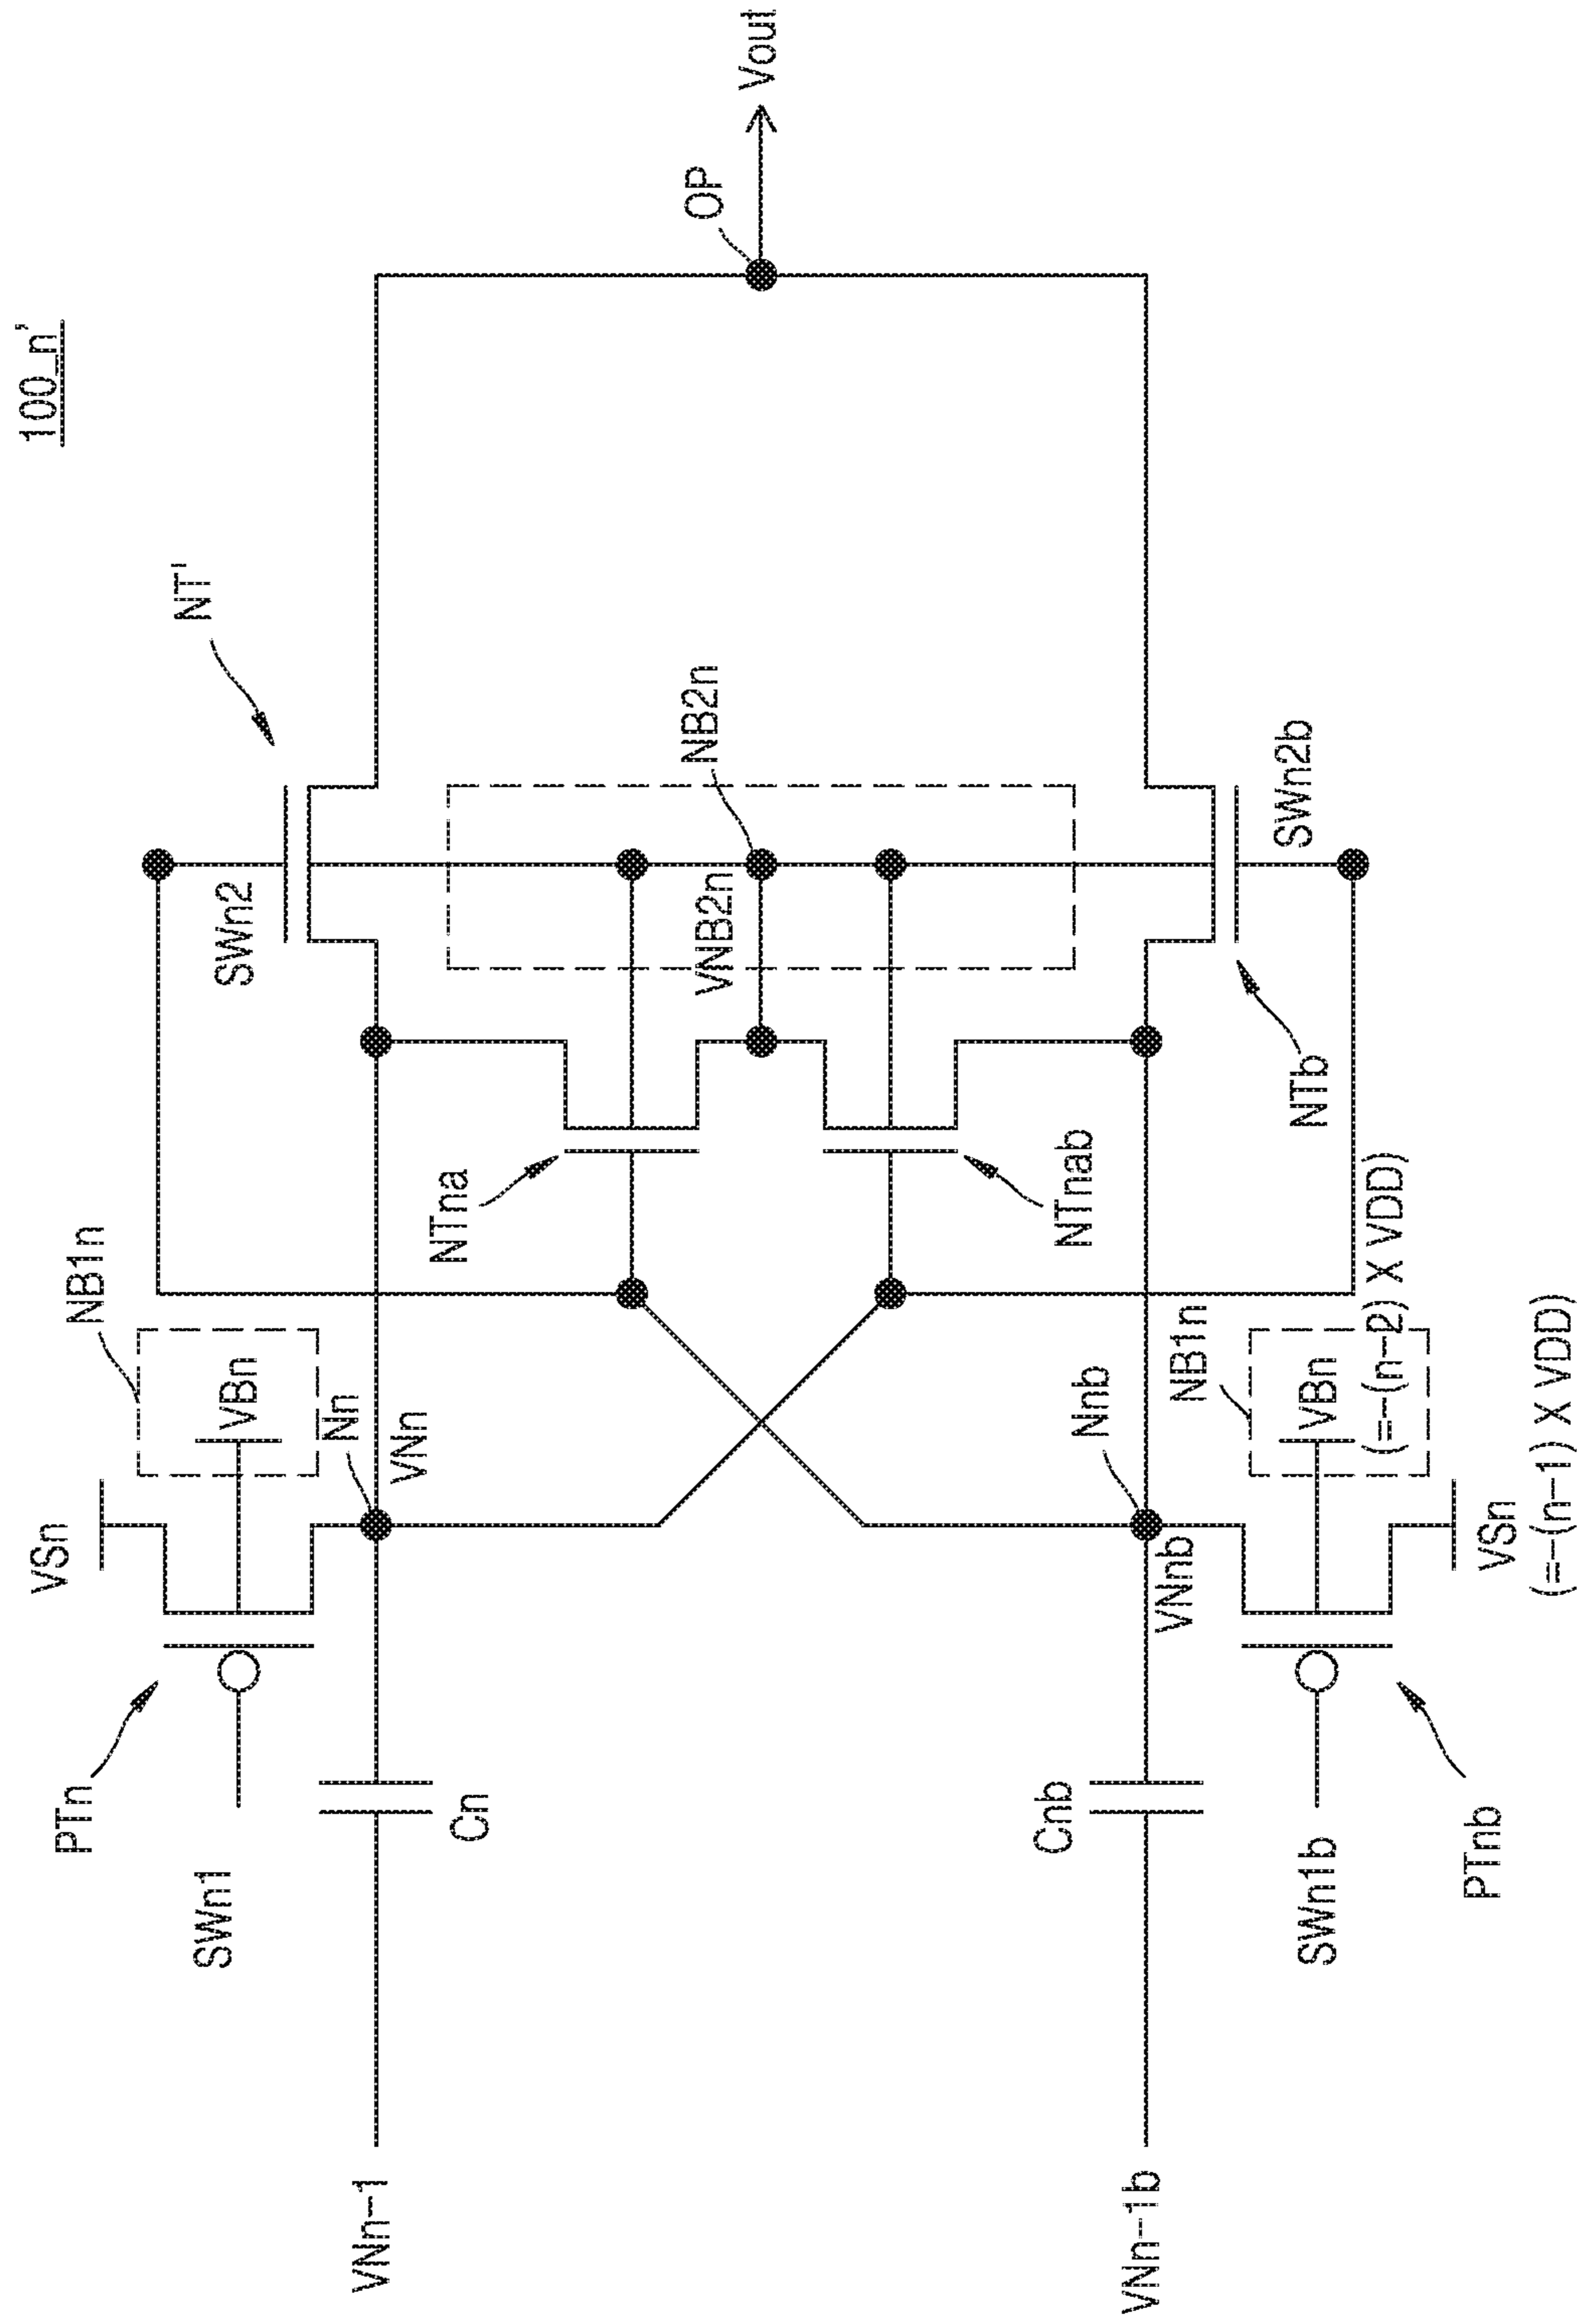 100_n'
PTn
VSn
NB1n
VBn
SWn1
Nn
VNn
SWn2
NT'
VNn-1
Cn
NTna
VNB2n
NB2n
OP
Vout
NTnab
Cnb
Nnb
VNnb
VNn-1b
NB1n
VBn
(=-(n-2) X VDD)
SWn1b
PTnb
VSn
(=-(n-1) X VDD)
NTb
SWn2b